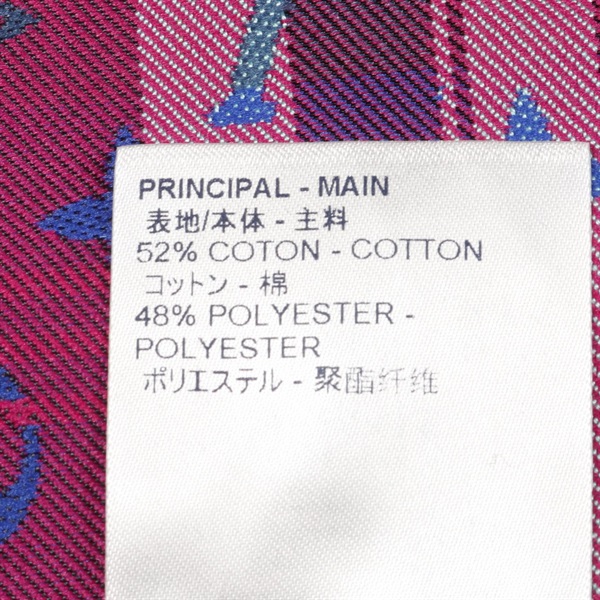 PRINCIPAL - MAIN
表地/本体 - 主料
52% COTON - COTTON
コットン - 棉
48% POLYESTER -
POLYESTER
ポリエステル - 聚酯纤维